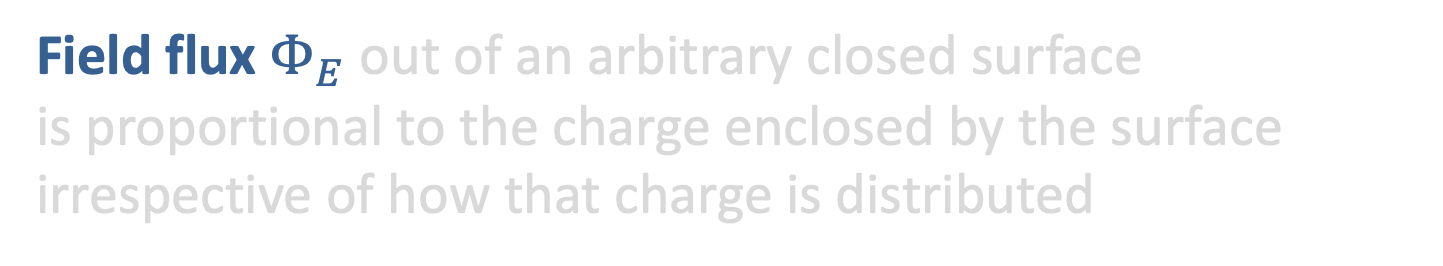 Field flux Φ_E out of an arbitrary closed surface
is proportional to the charge enclosed by the surface
irrespective of how that charge is distributed